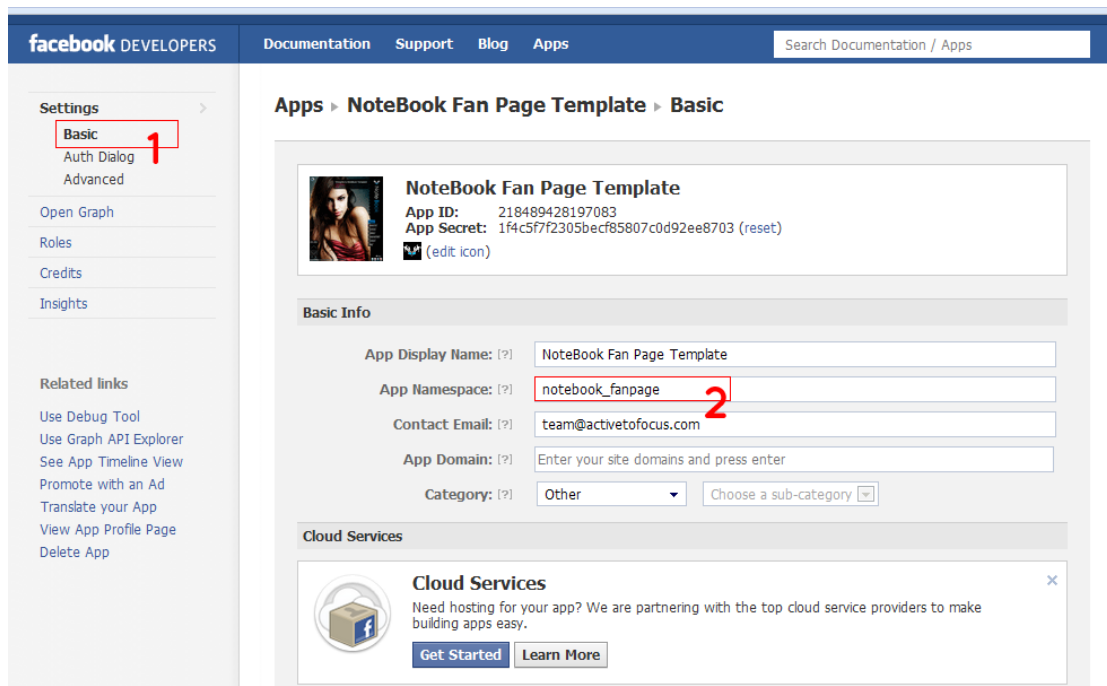 facebook DEVELOPERS
Documentation Support Blog Apps
Search Documentation / Apps
Settings
Basic
1
Auth Dialog
Advanced
Open Graph
Roles
Credits
Insights
Related links
Use Debug Tool
Use Graph API Explorer
See App Timeline View
Promote with an Ad
Translate your App
View App Profile Page
Delete App
Apps ▸ NoteBook Fan Page Template ▸ Basic
NoteBook Fan Page Template
App ID: 218489428197083
App Secret: 1f4c5f7f2305becf85807c0d92ee8703 (reset)
(edit icon)
Basic Info
App Display Name: [?] NoteBook Fan Page Template
App Namespace: [?] notebook_fanpage
2
Contact Email: [?] team@activetofocus.com
App Domain: [?] Enter your site domains and press enter
Category: [?] Other Choose a sub-category
Cloud Services
Cloud Services
Need hosting for your app? We are partnering with the top cloud service providers to make
building apps easy.
Get Started Learn More